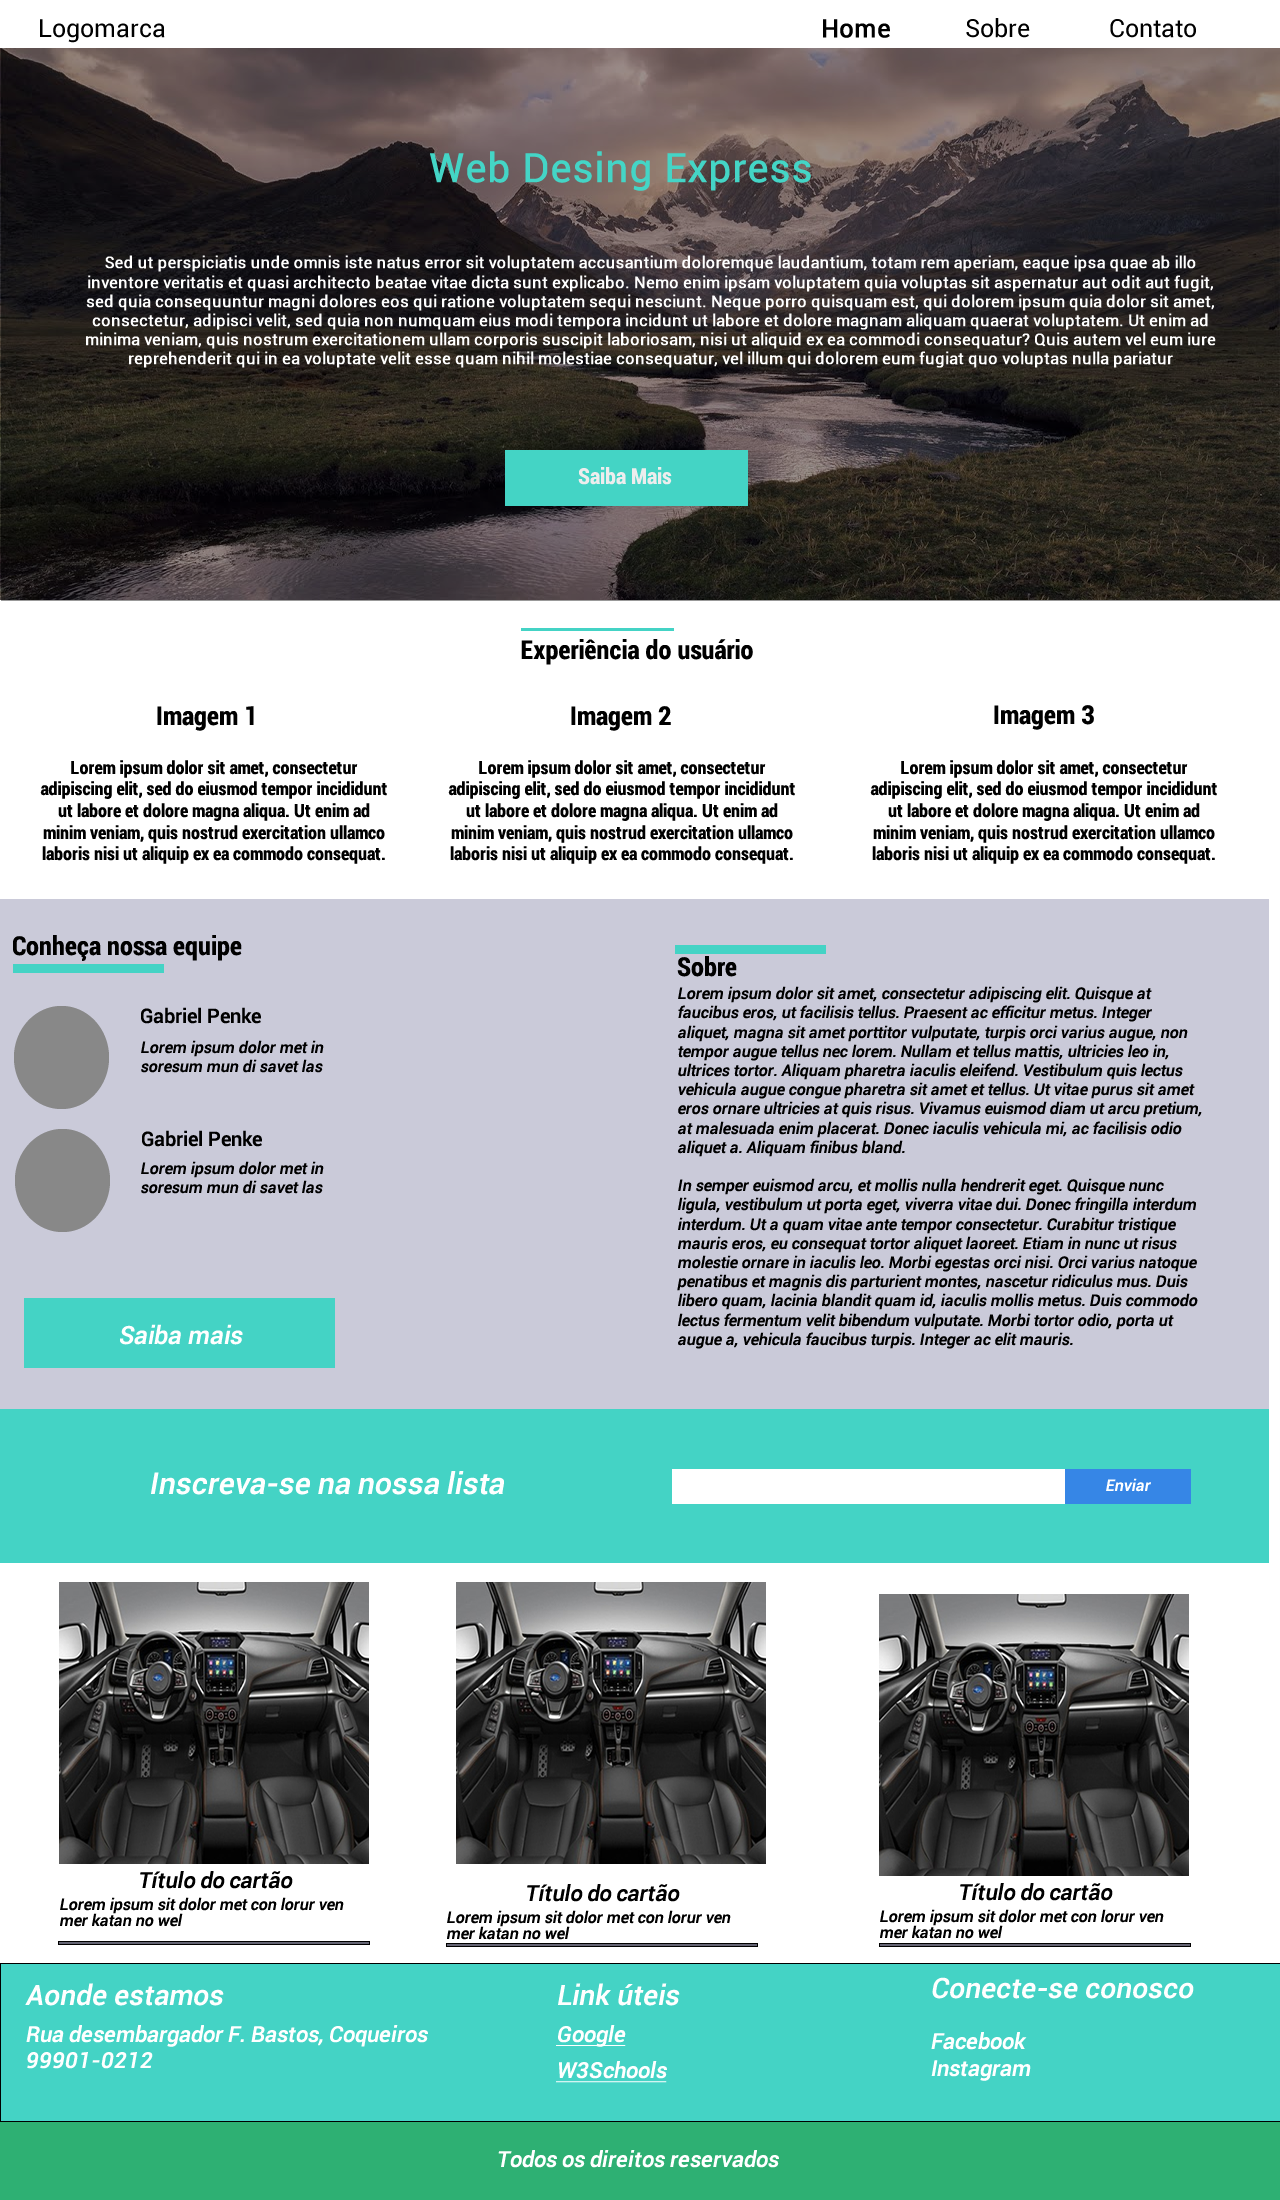 Logomarca
Home
Sobre
Contato
Web Desing Express
Sed ut perspiciatis unde omnis iste natus error sit voluptatem accusantium doloremque laudantium, totam rem aperiam, eaque ipsa quae ab illo
inventore veritatis et quasi architecto beatae vitae dicta sunt explicabo. Nemo enim ipsam voluptatem quia voluptas sit aspernatur aut odit aut fugit,
sed quia consequuntur magni dolores eos qui ratione voluptatem sequi nesciunt. Neque porro quisquam est, qui dolorem ipsum quia dolor sit amet,
consectetur, adipisci velit, sed quia non numquam eius modi tempora incidunt ut labore et dolore magnam aliquam quaerat voluptatem. Ut enim ad
minima veniam, quis nostrum exercitationem ullam corporis suscipit laboriosam, nisi ut aliquid ex ea commodi consequatur? Quis autem vel eum iure
reprehenderit qui in ea voluptate velit esse quam nihil molestiae consequatur, vel illum qui dolorem eum fugiat quo voluptas nulla pariatur
Saiba Mais
Experiência do usuário
Imagem 1
Lorem ipsum dolor sit amet, consectetur
adipiscing elit, sed do eiusmod tempor incididunt
ut labore et dolore magna aliqua. Ut enim ad
minim veniam, quis nostrud exercitation ullamco
laboris nisi ut aliquip ex ea commodo consequat.
Imagem 2
Lorem ipsum dolor sit amet, consectetur
adipiscing elit, sed do eiusmod tempor incididunt
ut labore et dolore magna aliqua. Ut enim ad
minim veniam, quis nostrud exercitation ullamco
laboris nisi ut aliquip ex ea commodo consequat.
Imagem 3
Lorem ipsum dolor sit amet, consectetur
adipiscing elit, sed do eiusmod tempor incididunt
ut labore et dolore magna aliqua. Ut enim ad
minim veniam, quis nostrud exercitation ullamco
laboris nisi ut aliquip ex ea commodo consequat.
Conheça nossa equipe
Gabriel Penke
Lorem ipsum dolor met in
soresum mun di savet las
Gabriel Penke
Lorem ipsum dolor met in
soresum mun di savet las
Saiba mais
Sobre
Lorem ipsum dolor sit amet, consectetur adipiscing elit. Quisque at
faucibus eros, ut facilisis tellus. Praesent ac efficitur metus. Integer
aliquet, magna sit amet porttitor vulputate, turpis orci varius augue, non
tempor augue tellus nec lorem. Nullam et tellus mattis, ultricies leo in,
ultrices tortor. Aliquam pharetra iaculis eleifend. Vestibulum quis lectus
vehicula augue congue pharetra sit amet et tellus. Ut vitae purus sit amet
eros ornare ultricies at quis risus. Vivamus euismod diam ut arcu pretium,
at malesuada enim placerat. Donec iaculis vehicula mi, ac facilisis odio
aliquet a. Aliquam finibus bland.
In semper euismod arcu, et mollis nulla hendrerit eget. Quisque nunc
ligula, vestibulum ut porta eget, viverra vitae dui. Donec fringilla interdum
interdum. Ut a quam vitae ante tempor consectetur. Curabitur tristique
mauris eros, eu consequat tortor aliquet laoreet. Etiam in nunc ut risus
molestie ornare in iaculis leo. Morbi egestas orci nisi. Orci varius natoque
penatibus et magnis dis parturient montes, nascetur ridiculus mus. Duis
libero quam, lacinia blandit quam id, iaculis mollis metus. Duis commodo
lectus fermentum velit bibendum vulputate. Morbi tortor odio, porta ut
augue a, vehicula faucibus turpis. Integer ac elit mauris.
Inscreva-se na nossa lista
Enviar
Título do cartão
Lorem ipsum sit dolor met con lorur ven
mer katan no wel
Título do cartão
Lorem ipsum sit dolor met con lorur ven
mer katan no wel
Título do cartão
Lorem ipsum sit dolor met con lorur ven
mer katan no wel
Aonde estamos
Rua desembargador F. Bastos, Coqueiros
99901-0212
Link úteis
Google
W3Schools
Conecte-se conosco
Facebook
Instagram
Todos os direitos reservados